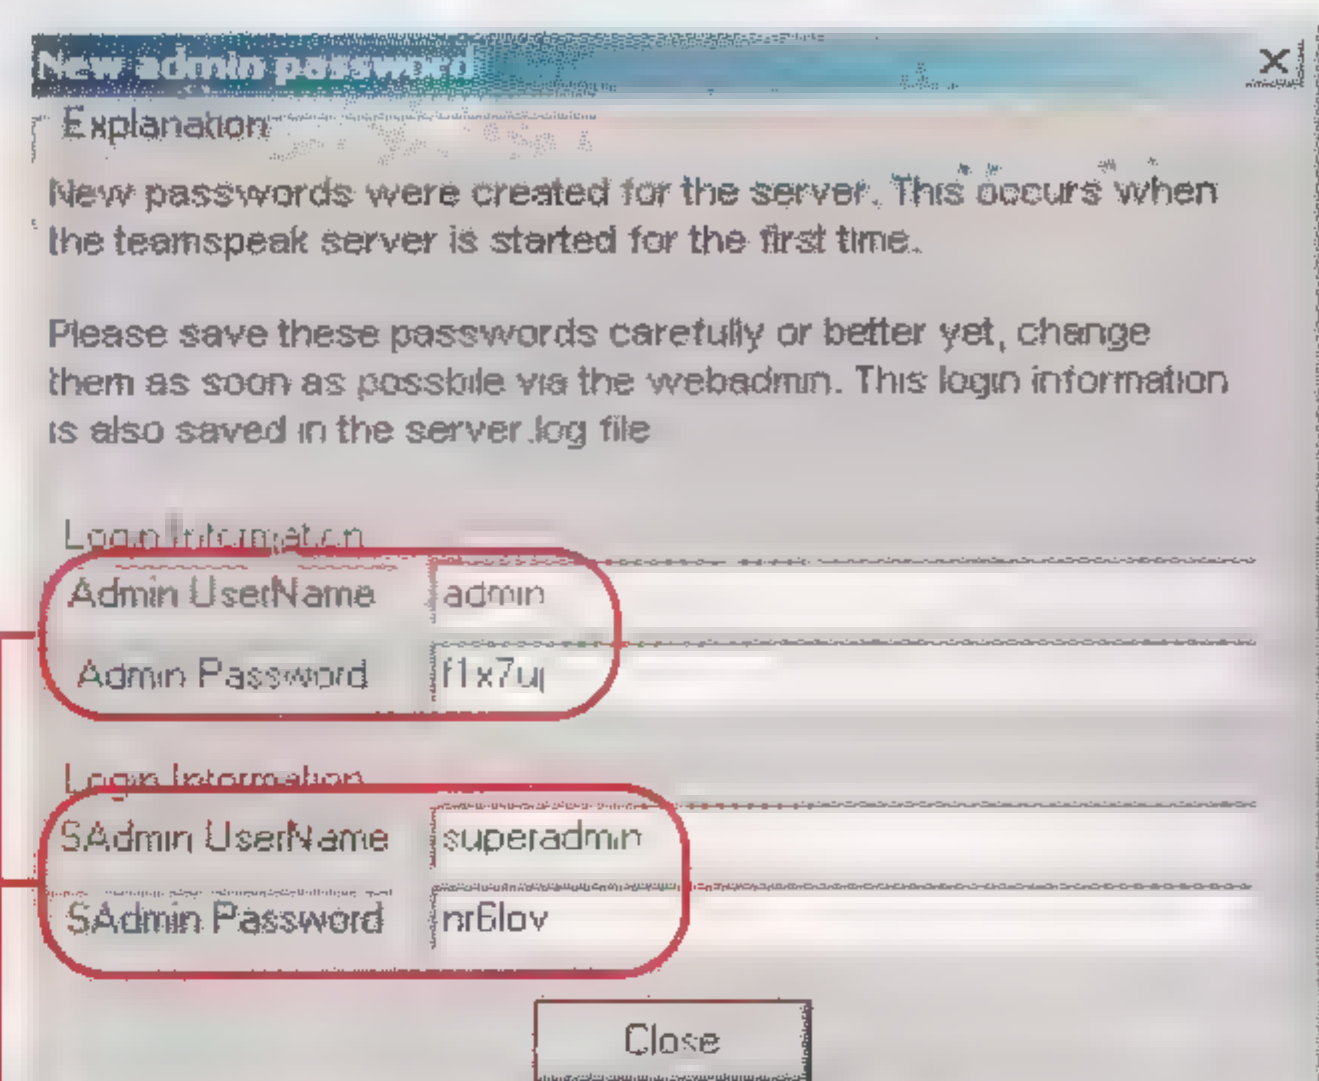 New admin password
Explanation
New passwords were created for the server. This occurs when
the teamspeak server is started for the first time.
Please save these passwords carefully or better yet, change
them as soon as possbile via the webadmin. This login information
is also saved in the server.log file
Login Information
Admin UserName admin
Admin Password f1x7uj
Login Information
SAdmin UserName superadmin
SAdmin Password nr6lov
Close